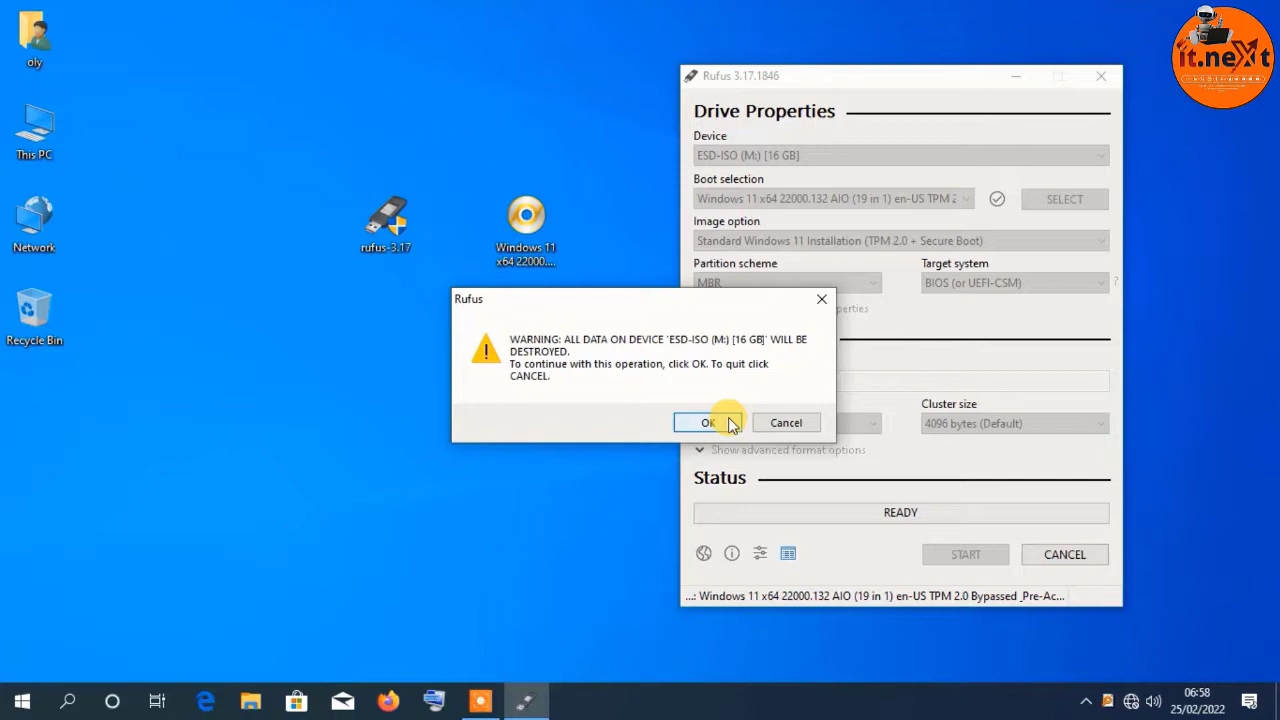 it.neXt
oly
This PC
Network
Recycle Bin
rufus-3.17
Windows 11
x64 22000....
Rufus 3.17.1846
Drive Properties
Device
ESD-ISO (M:) [16 GB]
Boot selection
Windows 11 x64 22000.132 AIO (19 in 1) en-US TPM 2
SELECT
Image option
Standard Windows 11 Installation (TPM 2.0 + Secure Boot)
Partition scheme
Target system
MBR
BIOS (or UEFI-CSM)
?
perties
Rufus
WARNING: ALL DATA ON DEVICE 'ESD-ISO (M:) [16 GB]' WILL BE
DESTROYED.
To continue with this operation, click OK. To quit click
CANCEL.
OK
Cancel
Cluster size
4096 bytes (Default)
Show advanced format options
Status
READY
START
CANCEL
...: Windows 11 x64 22000.132 AIO (19 in 1) en-US TPM 2.0 Bypassed _Pre-Ac...
06:58
25/02/2022